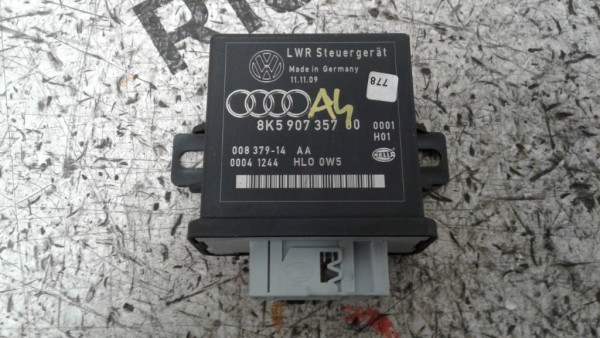 LWR Steuergerät
Made in Germany
11.11.09
778
A4
8K5 907 357 00 0001
H01
008 379-14 AA
0004 1244 HLO 0W5
HELLA